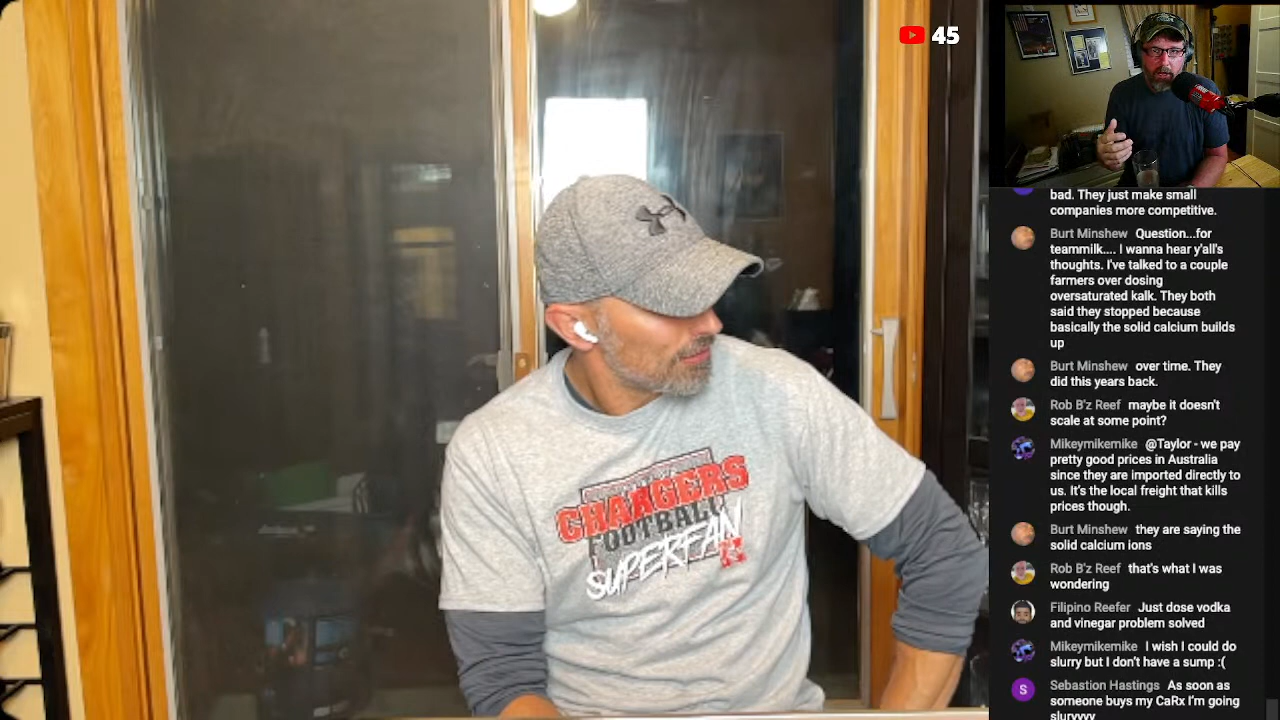 45
CHARGERS
FOOTBALL
SUPERFAN
bad. They just make small
companies more competitive.
Burt Minshew Question...for
teammilk.... I wanna hear y'all's
thoughts. I've talked to a couple
farmers over dosing
oversaturated kalk. They both
said they stopped because
basically the solid calcium builds
up
Burt Minshew over time. They
did this years back.
Rob B'z Reef maybe it doesn't
scale at some point?
Mikeymikemike @Taylor - we pay
pretty good prices in Australia
since they are imported directly to
us. It's the local freight that kills
prices though.
Burt Minshew they are saying the
solid calcium ions
Rob B'z Reef that's what I was
wondering
Filipino Reefer Just dose vodka
and vinegar problem solved
Mikeymikemike I wish I could do
slurry but I don't have a sump :(
S
Sebastion Hastings As soon as
someone buys my CaRx I'm going
slurvvvv